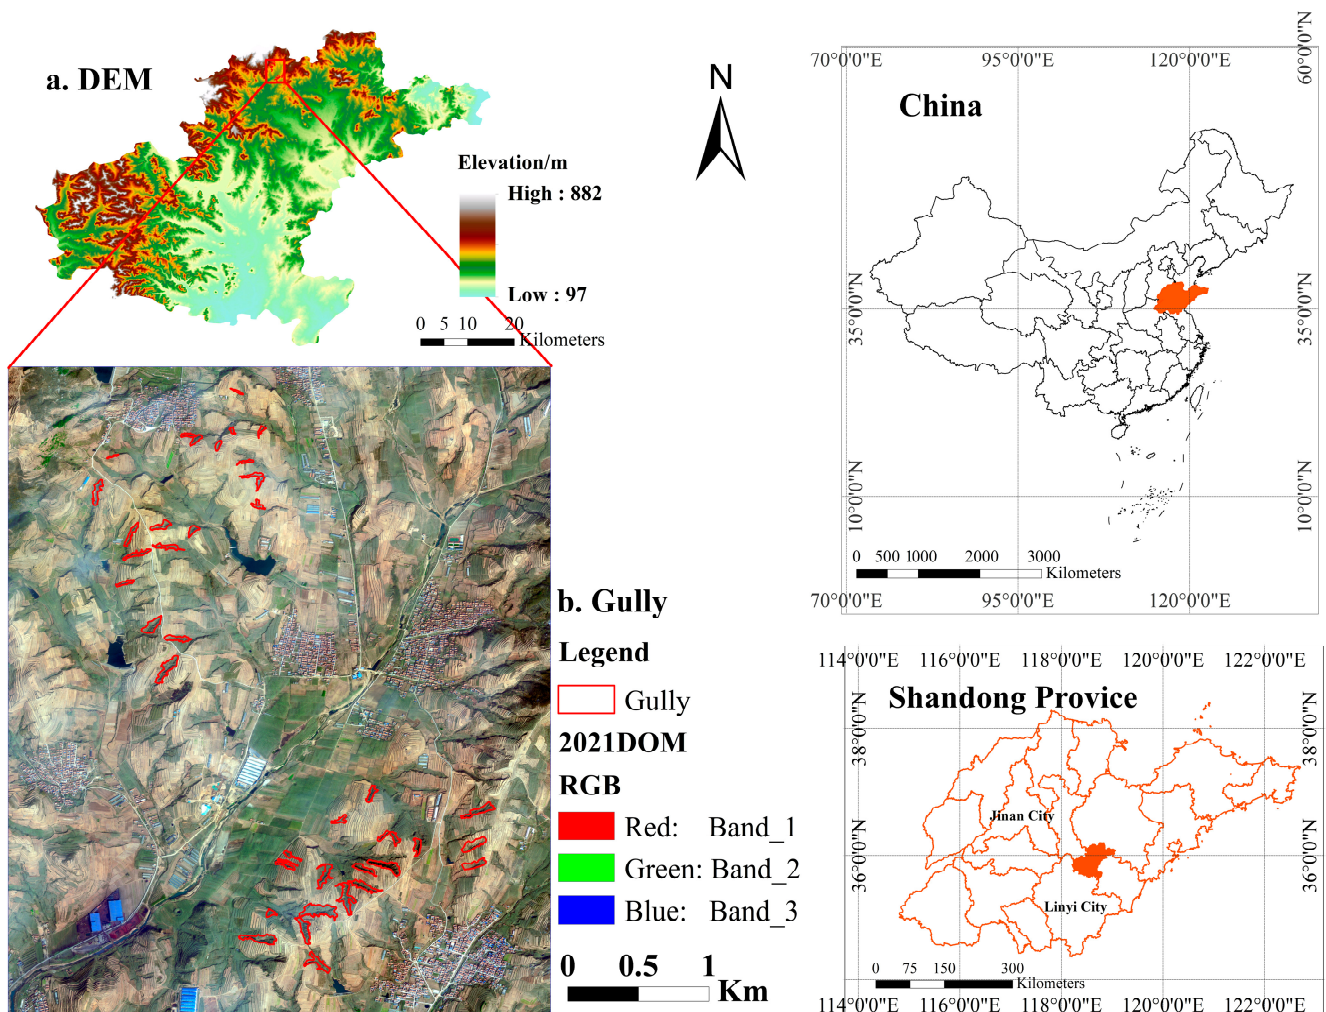 a. DEM
Elevation/m
High : 882
Low : 97
0 5 10 20
Kilometers
N
70°0'0"E 95°0'0"E 120°0'0"E
60°0'0"N
China
35°0'0"N 35°0'0"N
10°0'0"N 10°0'0"N
0 500 1000 2000 3000
Kilometers
70°0'0"E 95°0'0"E 120°0'0"E
b. Gully
Legend
Gully
2021DOM
RGB
Red: Band_1
Green: Band_2
Blue: Band_3
0 0.5 1
Km
114°0'0"E 116°0'0"E 118°0'0"E 120°0'0"E 122°0'0"E
Shandong Provice
38°0'0"N 38°0'0"N
Jinan City
36°0'0"N 36°0'0"N
Linyi City
0 75 150 300
Kilometers
114°0'0"E 116°0'0"E 118°0'0"E 120°0'0"E 122°0'0"E